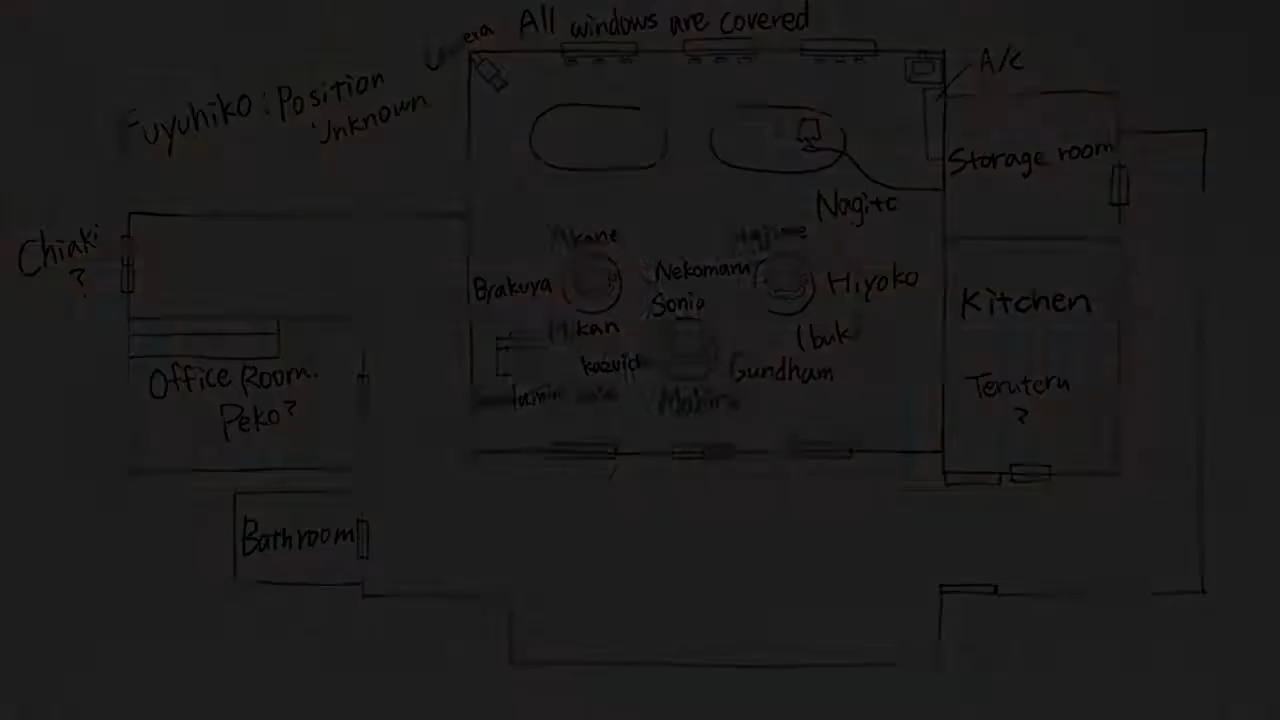 All windows are covered
A/C
Fuyuhiko : Position
Unknown
Storage room
Nagito
Chiaki
?
Akane
Hajime
Byakuya
Nekomaru
Hiyoko
Sonia
Kitchen
Mikan
Ibuki
kazuichi
Gundham
Office Room.
Peko?
Teruteru
?
Mahiru
Bathroom